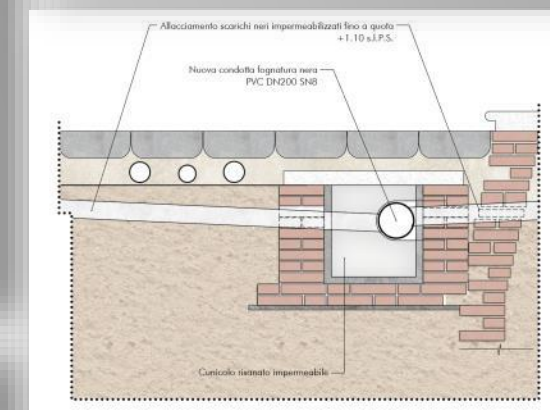 Allacciamento scarichi neri impermeabilizzati fino a quota
+1.10 s.l.P.S.
Nuova condotta fognatura nera
PVC DN200 SN8
Cunicolo risanato impermeabile